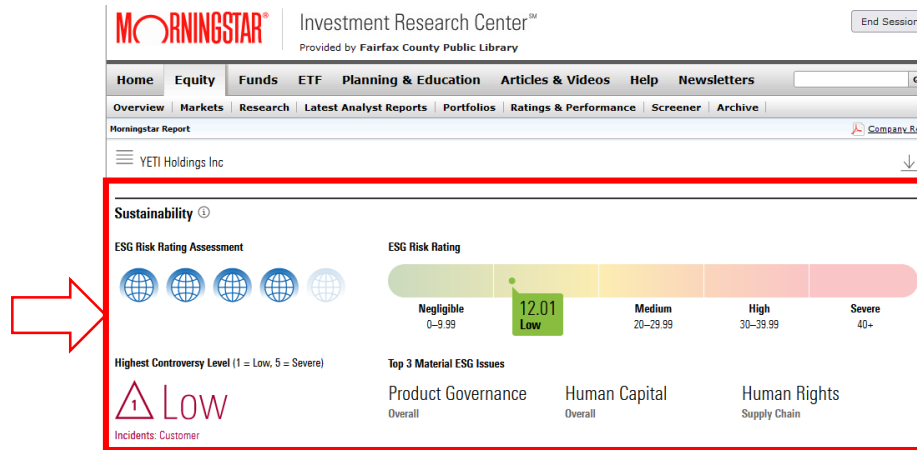 MORNINGSTAR® Investment Research Center℠
Provided by Fairfax County Public Library
End Session
Home Equity Funds ETF Planning & Education Articles & Videos Help Newsletters
Overview Markets Research Latest Analyst Reports Portfolios Ratings & Performance Screener Archive
Morningstar Report
Company Re
YETI Holdings Inc
Sustainability
ESG Risk Rating Assessment
ESG Risk Rating
Negligible 12.01 Medium High Severe
0–9.99 Low 20–29.99 30–39.99 40+
Highest Controversy Level (1 = Low, 5 = Severe)
Top 3 Material ESG Issues
1 Low
Product Governance Human Capital Human Rights
Overall Overall Supply Chain
Incidents: Customer